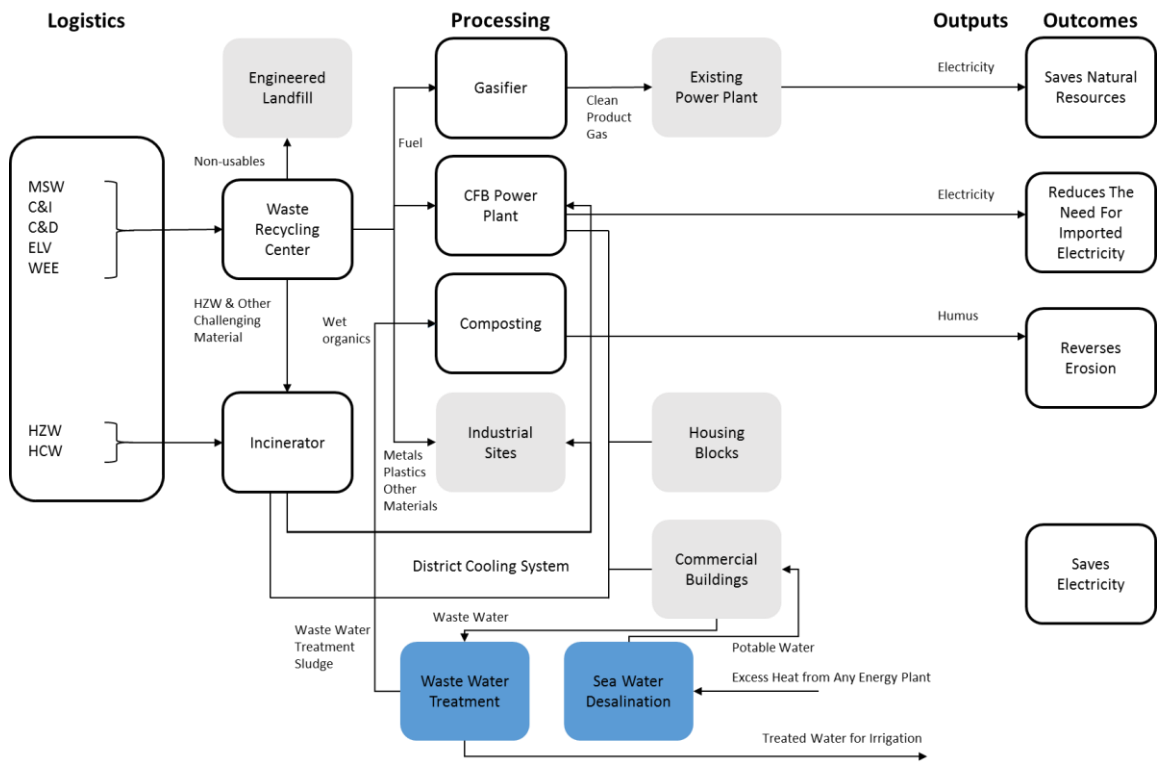 Logistics
Processing
Outputs
Outcomes
Engineered
Landfill
Gasifier
Clean
Product
Gas
Existing
Power Plant
Electricity
Saves Natural
Resources
Fuel
Non-usables
MSW
C&I
C&D
ELV
WEE
Waste
Recycling
Center
CFB Power
Plant
Electricity
Reduces The
Need For
Imported
Electricity
HZW & Other
Challenging
Material
Wet
organics
Composting
Humus
Reverses
Erosion
HZW
HCW
Incinerator
Metals
Plastics
Other
Materials
Industrial
Sites
Housing
Blocks
District Cooling System
Commercial
Buildings
Saves
Electricity
Waste Water
Treatment
Sludge
Waste Water
Potable Water
Waste Water
Treatment
Sea Water
Desalination
Excess Heat from Any Energy Plant
Treated Water for Irrigation